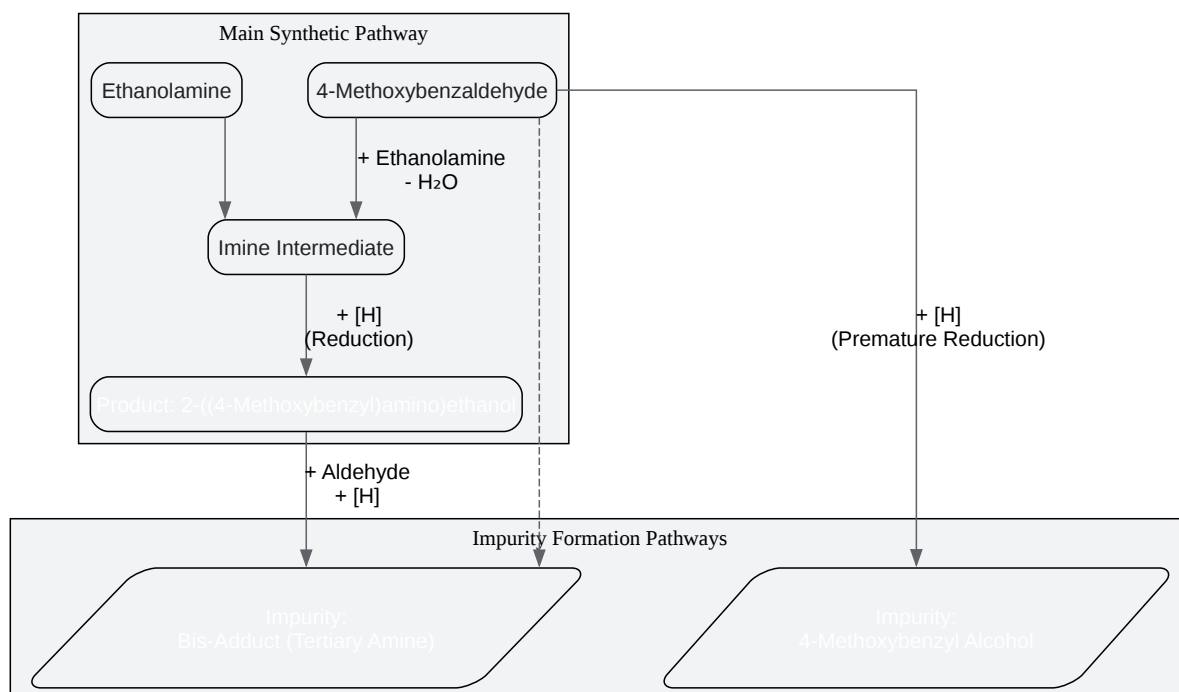 Main Synthetic Pathway
Ethanolamine
4-Methoxybenzaldehyde
+ Ethanolamine
- H₂O
Imine Intermediate
+ [H]
(Reduction)
+ [H]
(Premature Reduction)
Product: 2-((4-Methoxybenzyl)amino)ethanol
+ Aldehyde
+ [H]
Impurity Formation Pathways
Impurity:
Bis-Adduct (Tertiary Amine)
Impurity:
4-Methoxybenzyl Alcohol